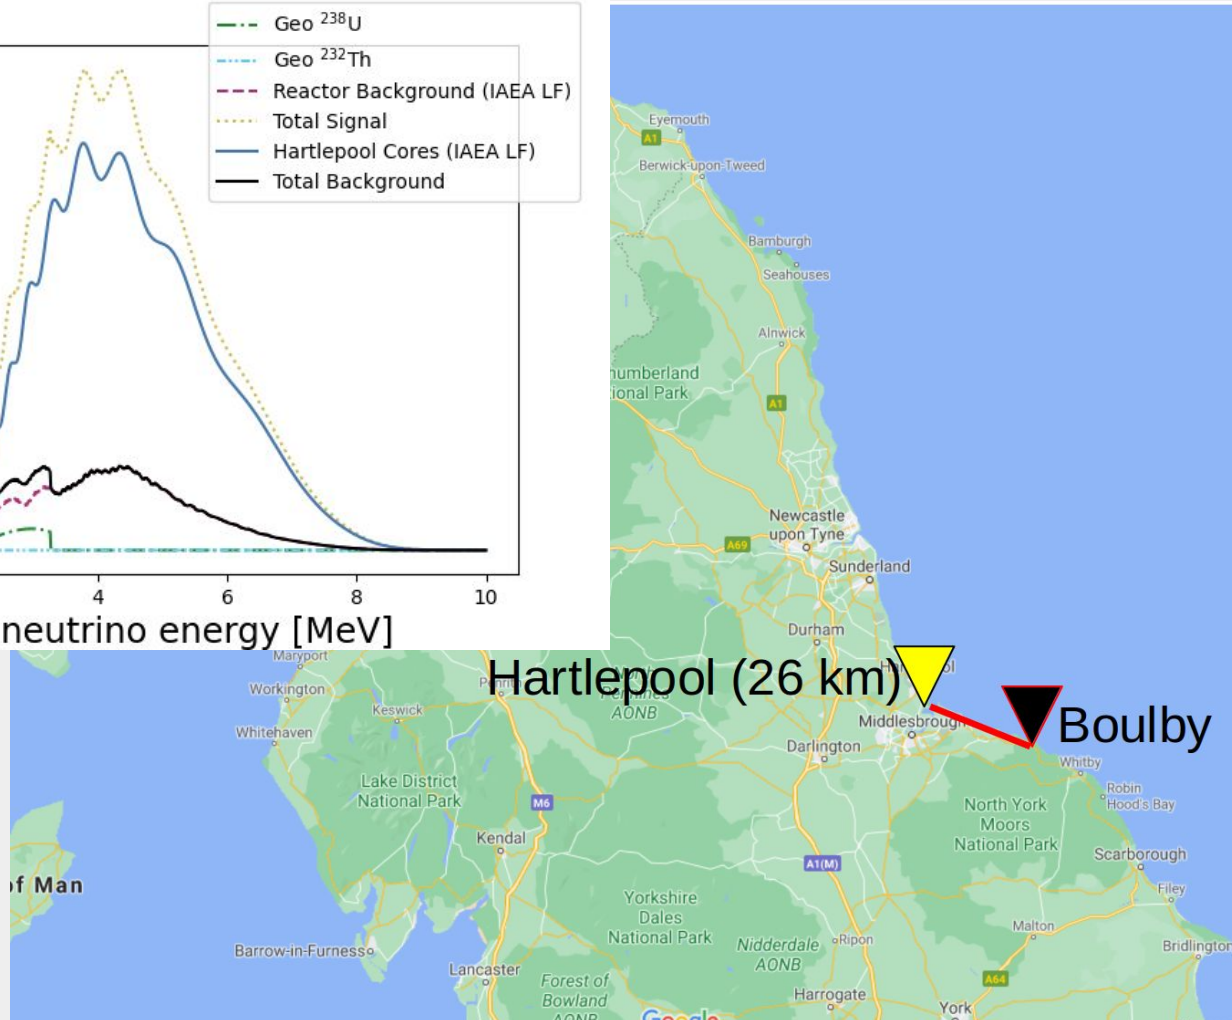 Geo ²³⁸U
Geo ²³²Th
Reactor Background (IAEA LF)
Total Signal
Hartlepool Cores (IAEA LF)
Total Background
4 6 8 10
neutrino energy [MeV]
Eyemouth
A1
Berwick-upon-Tweed
Bamburgh
Seahouses
Alnwick
A1
Newcastle
upon Tyne
A69
Sunderland
Durham
Maryport
Hartlepool (26 km)
AONB
Workington
Keswick
Whitehaven
Middlesbrough
Boulby
Darlington
Whitby
Lake District
National Park
M6
Robin
Hood's Bay
North York
Moors
National Park
Kendal
A1(M)
Scarborough
of Man
Filey
Yorkshire
Dales
National Park
Malton
Nidderdale
AONB
Ripon
Barrow-in-Furness
Bridlington
Lancaster
A64
Forest of
Bowland
AONB
Harrogate
York
Google